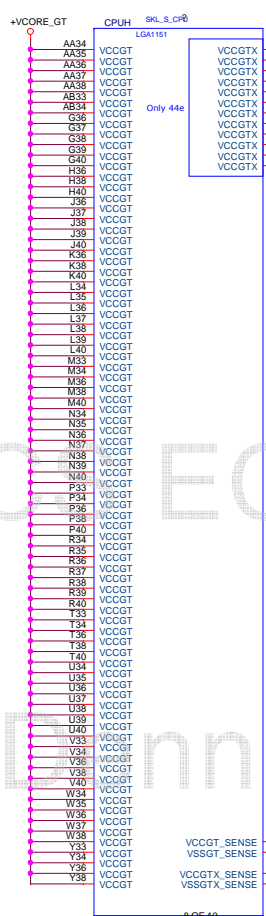 +VCORE_GT
CPUH SKL_S_CPU
LGA1151
AA34 VCCGT VCCGTX
AA35 VCCGT VCCGTX
AA36 VCCGT VCCGTX
AA37 VCCGT VCCGTX
AA38 VCCGT VCCGTX
AB33 VCCGT Only 44e VCCGTX
AB34 VCCGT VCCGTX
G36 VCCGT VCCGTX
G37 VCCGT VCCGTX
G38 VCCGT VCCGTX
G39 VCCGT VCCGTX
G40 VCCGT
H36 VCCGT
H38 VCCGT
H40 VCCGT
J36 VCCGT
J37 VCCGT
J38 VCCGT
J39 VCCGT
J40 VCCGT
K36 VCCGT
K38 VCCGT
K40 VCCGT
L34 VCCGT
L35 VCCGT
L36 VCCGT
L37 VCCGT
L38 VCCGT
L39 VCCGT
L40 VCCGT
M33 VCCGT
M34 VCCGT
M36 VCCGT
M38 VCCGT
M40 VCCGT
N34 VCCGT
N35 VCCGT
N36 VCCGT
N37 VCCGT
N38 VCCGT
N39 VCCGT
N40 VCCGT
P33 VCCGT
P34 VCCGT
P36 VCCGT
P38 VCCGT
P40 VCCGT
R34 VCCGT
R35 VCCGT
R36 VCCGT
R37 VCCGT
R38 VCCGT
R39 VCCGT
R40 VCCGT
T33 VCCGT
T34 VCCGT
T36 VCCGT
T38 VCCGT
T40 VCCGT
U34 VCCGT
U35 VCCGT
U36 VCCGT
U37 VCCGT
U38 VCCGT
U39 VCCGT
U40 VCCGT
V33 VCCGT
V34 VCCGT
V36 VCCGT
V38 VCCGT
V40 VCCGT
W34 VCCGT
W35 VCCGT
W36 VCCGT
W37 VCCGT
W38 VCCGT VCCGT_SENSE
Y33 VCCGT VSSGT_SENSE
Y34 VCCGT
Y36 VCCGT VCCGTX_SENSE
Y38 VCCGT VSSGTX_SENSE